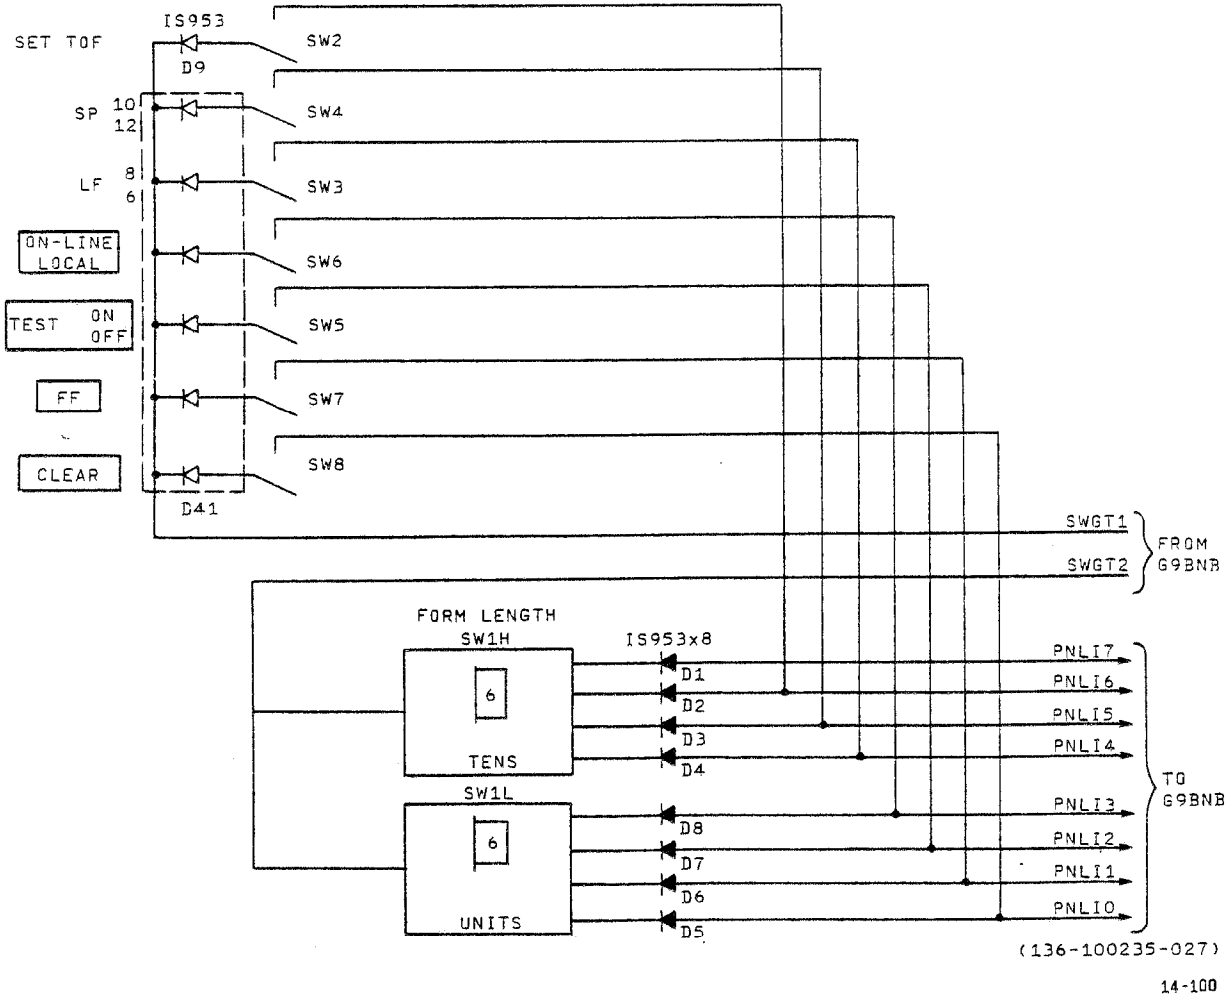 IS953
SET TOF
SW2
D9
SP
10
12
SW4
LF
8
6
SW3
ON-LINE
LOCAL
SW6
TEST
ON
OFF
SW5
FF
SW7
CLEAR
SW8
D41
SWGT1
SWGT2
FROM
G9BNB
FORM LENGTH
SW1H
IS953x8
6
TENS
D1
D2
D3
D4
PNLI7
PNLI6
PNLI5
PNLI4
SW1L
6
UNITS
D8
D7
D6
D5
PNLI3
PNLI2
PNLI1
PNLI0
TO
G9BNB
(136-100235-027)
14-100